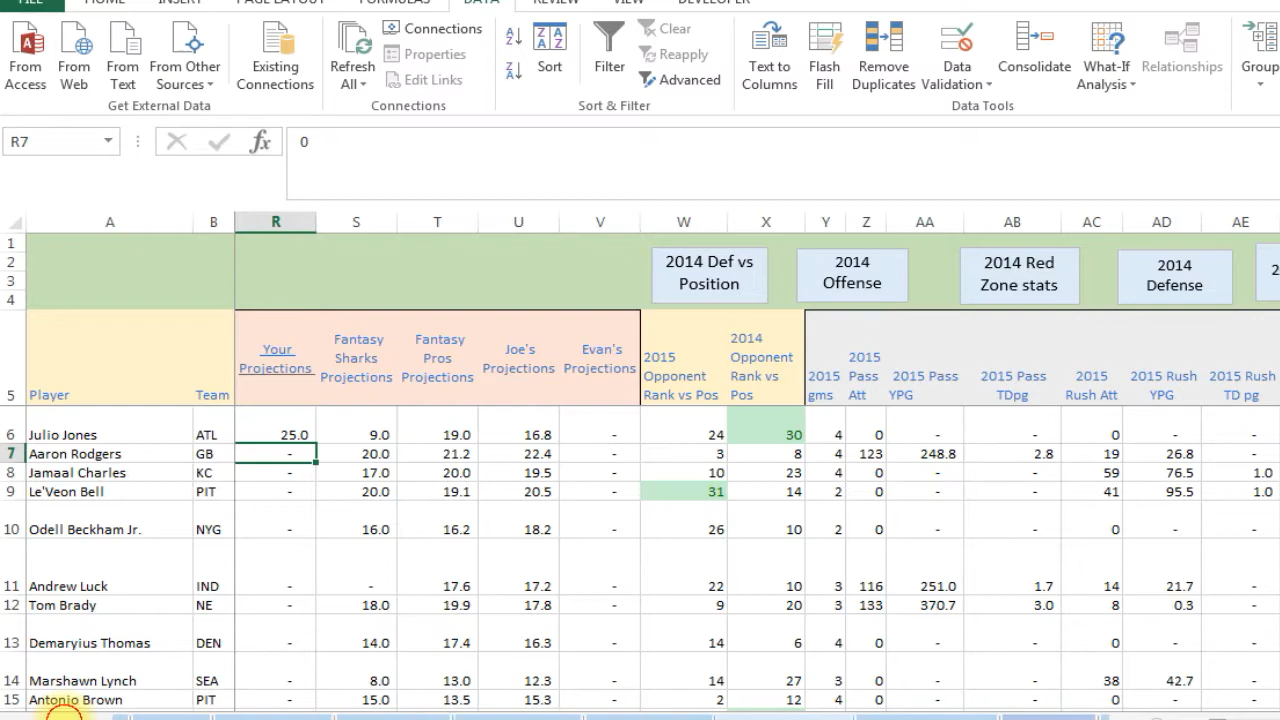 FILE HOME INSERT PAGE LAYOUT FORMULAS DATA REVIEW VIEW DEVELOPER
From Access From Web From Text From Other Sources Existing Connections Refresh All Connections Properties Edit Links Sort Filter Clear Reapply Advanced Text to Columns Flash Fill Remove Duplicates Data Validation Consolidate What-If Analysis Relationships Group
Get External Data Connections Sort & Filter Data Tools
R7 fx 0
A B R S T U V W X Y Z AA AB AC AD AE
1
2
3
4
2014 Def vs Position 2014 Offense 2014 Red Zone stats 2014 Defense 2
5 Player Team Your Projections Fantasy Sharks Projections Fantasy Pros Projections Joe's Projections Evan's Projections 2015 Opponent Rank vs Pos 2014 Opponent Rank vs Pos 2015 gms 2015 Pass Att 2015 Pass YPG 2015 Pass TDpg 2015 Rush Att 2015 Rush YPG 2015 Rush TD pg
6 Julio Jones ATL 25.0 9.0 19.0 16.8 - 24 30 4 0 - - 0 - -
7 Aaron Rodgers GB - 20.0 21.2 22.4 - 3 8 4 123 248.8 2.8 19 26.8 -
8 Jamaal Charles KC - 17.0 20.0 19.5 - 10 23 4 0 - - 59 76.5 1.0
9 Le'Veon Bell PIT - 20.0 19.1 20.5 - 31 14 2 0 - - 41 95.5 1.0
10 Odell Beckham Jr. NYG - 16.0 16.2 18.2 - 26 10 2 0 - - 0 - -
11 Andrew Luck IND - - 17.6 17.2 - 22 10 3 116 251.0 1.7 14 21.7 -
12 Tom Brady NE - 18.0 19.9 17.8 - 9 20 3 133 370.7 3.0 8 0.3 -
13 Demaryius Thomas DEN - 14.0 17.4 16.3 - 14 6 4 0 - - 0 - -
14 Marshawn Lynch SEA - 8.0 13.0 12.3 - 14 27 3 0 - - 38 42.7 -
15 Antonio Brown PIT - 15.0 13.5 15.3 - 2 12 4 0 - - 0 - -